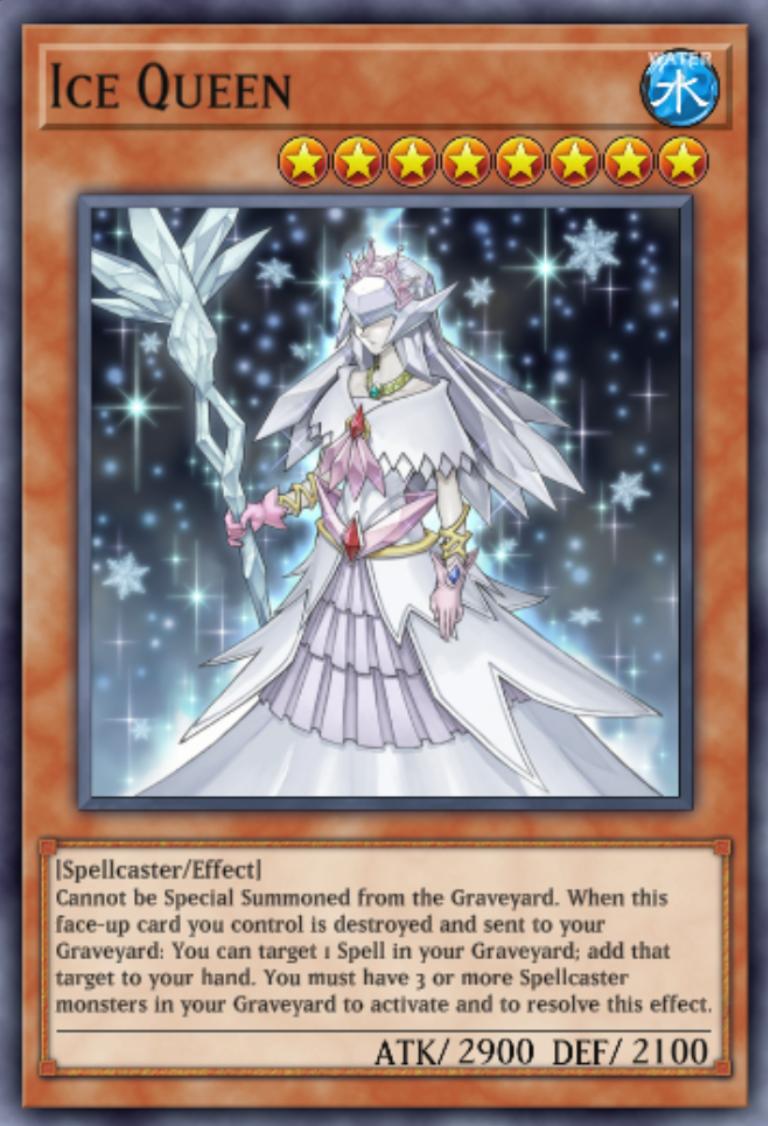 Ice Queen
WATER
水
[Spellcaster/Effect]
Cannot be Special Summoned from the Graveyard. When this
face-up card you control is destroyed and sent to your
Graveyard: You can target 1 Spell in your Graveyard; add that
target to your hand. You must have 3 or more Spellcaster
monsters in your Graveyard to activate and to resolve this effect.
ATK/ 2900 DEF/ 2100